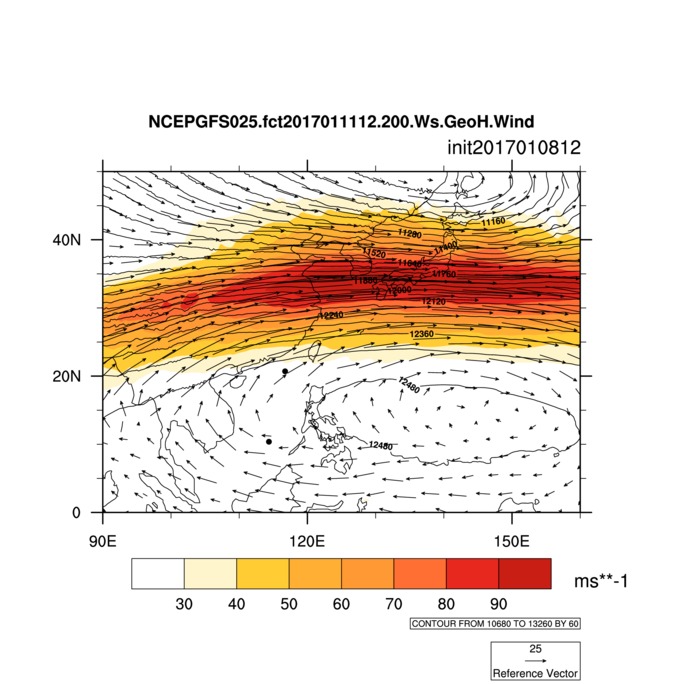 NCEPGFS025.fct2017011112.200.Ws.GeoH.Wind
init2017010812
11160
11280
40N
11400
11520
11640
11760
11880
12000
12120
12240
12360
20N
12480
12480
0
90E 120E 150E
ms**-1
30 40 50 60 70 80 90
CONTOUR FROM 10680 TO 13260 BY 60
25
Reference Vector